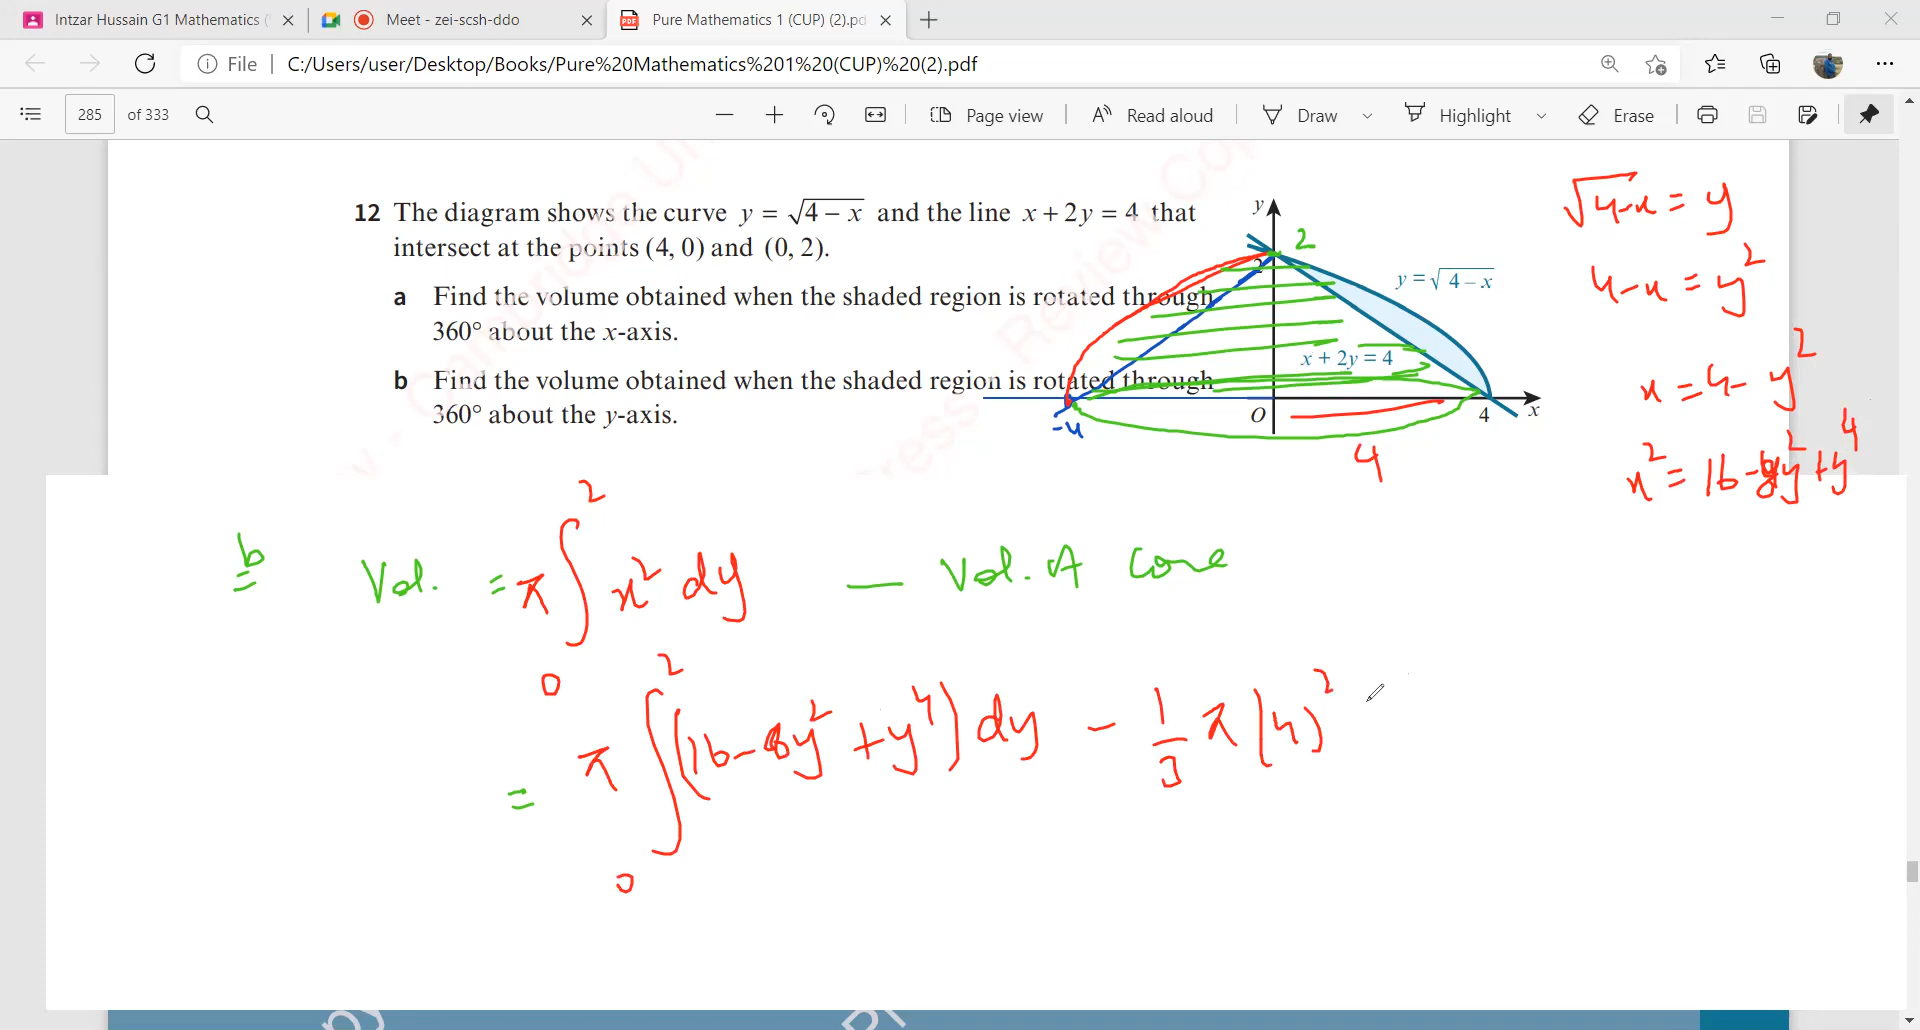 Intzar Hussain G1 Mathematics (
Meet - zei-scsh-ddo
Pure Mathematics 1 (CUP) (2).pd
File
C:/Users/user/Desktop/Books/Pure%20Mathematics%201%20(CUP)%20(2).pdf
285 of 333
Page view
Read aloud
Draw
Highlight
Erase
12 The diagram shows the curve y = √(4 − x) and the line x + 2y = 4 that
intersect at the points (4, 0) and (0, 2).
a Find the volume obtained when the shaded region is rotated through
360° about the x-axis.
b Find the volume obtained when the shaded region is rotated through
360° about the y-axis.
y
2
2
y = √(4 − x)
x + 2y = 4
-4
O
4
x
4
√(4-x) = y
4-x = y²
x = 4- y²
x² = 16-8y²+y⁴
b Vol. = π ∫₀² x² dy — Vol. A Cone
= π ∫₀² (16-8y²+y⁴) dy - 1/3 π (4)²